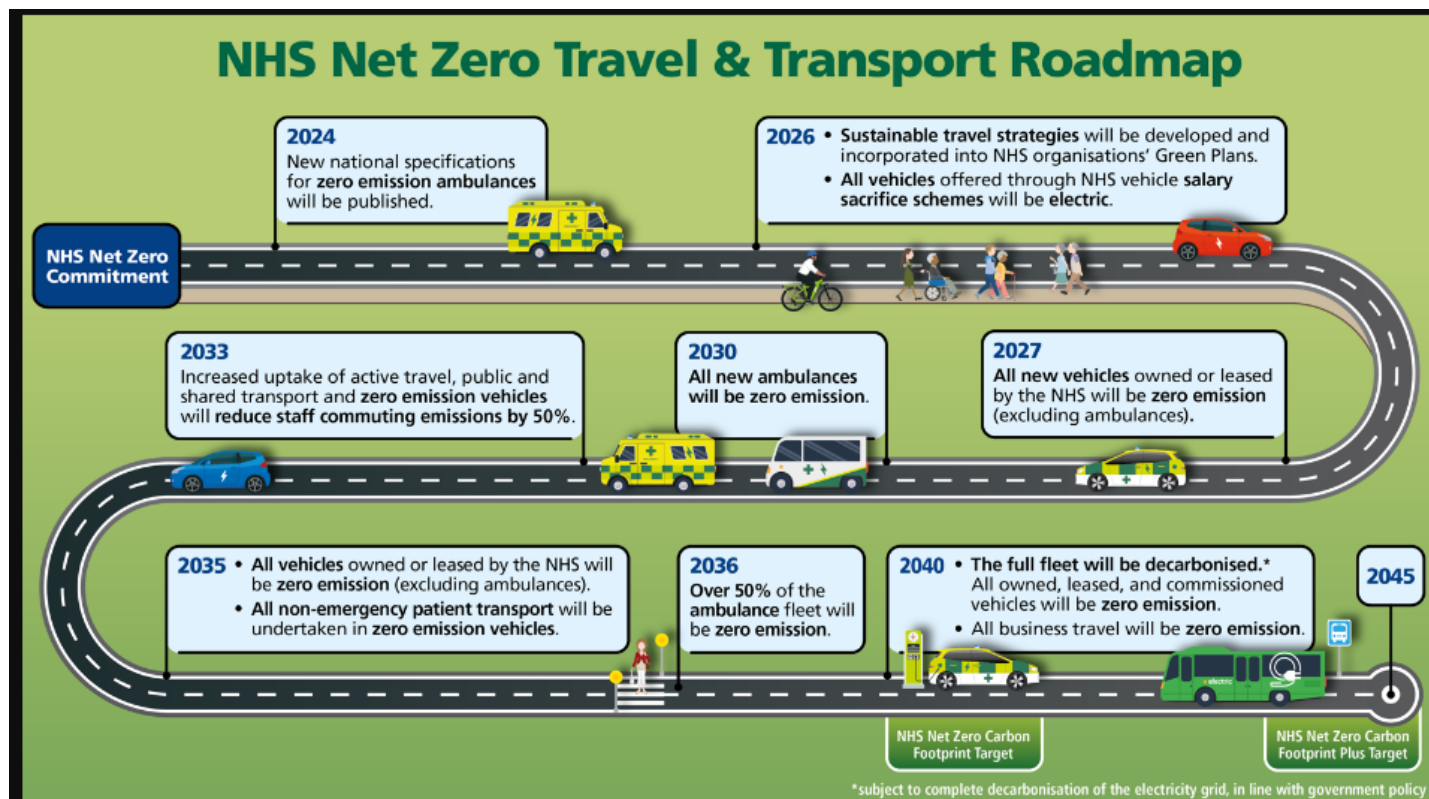 NHS Net Zero Travel & Transport Roadmap
NHS Net Zero
Commitment
2024
New national specifications
for zero emission ambulances
will be published.
2026 • Sustainable travel strategies will be developed and
incorporated into NHS organisations' Green Plans.
• All vehicles offered through NHS vehicle salary
sacrifice schemes will be electric.
2027
All new vehicles owned or leased
by the NHS will be zero emission
(excluding ambulances).
2030
All new ambulances
will be zero emission.
2033
Increased uptake of active travel, public and
shared transport and zero emission vehicles
will reduce staff commuting emissions by 50%.
2035 • All vehicles owned or leased by the NHS will
be zero emission (excluding ambulances).
• All non-emergency patient transport will be
undertaken in zero emission vehicles.
2036
Over 50% of the
ambulance fleet will
be zero emission.
2040 • The full fleet will be decarbonised.*
All owned, leased, and commissioned
vehicles will be zero emission.
• All business travel will be zero emission.
2045
electric
NHS Net Zero Carbon
Footprint Target
NHS Net Zero Carbon
Footprint Plus Target
*subject to complete decarbonisation of the electricity grid, in line with government policy